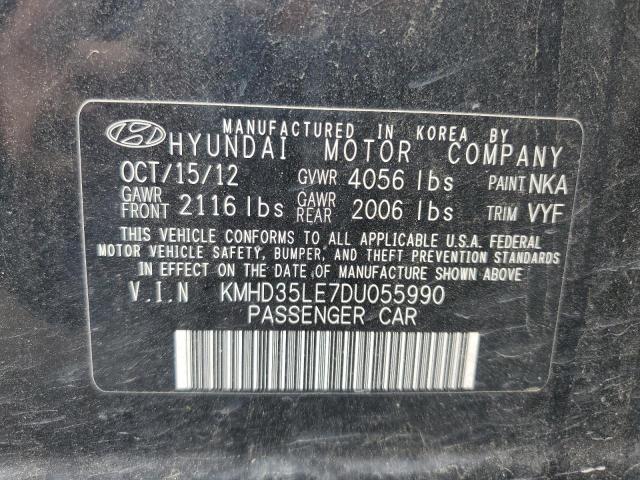 MANUFACTURED IN KOREA BY
HYUNDAI MOTOR COMPANY
OCT/15/12 GVWR 4056 lbs PAINT NKA
GAWR FRONT 2116 lbs GAWR REAR 2006 lbs TRIM VYF
THIS VEHICLE CONFORMS TO ALL APPLICABLE U.S.A. FEDERAL
MOTOR VEHICLE SAFETY, BUMPER, AND THEFT PREVENTION STANDARDS
IN EFFECT ON THE DATE OF MANUFACTURE SHOWN ABOVE
V.I.N KMHD35LE7DU055990
PASSENGER CAR